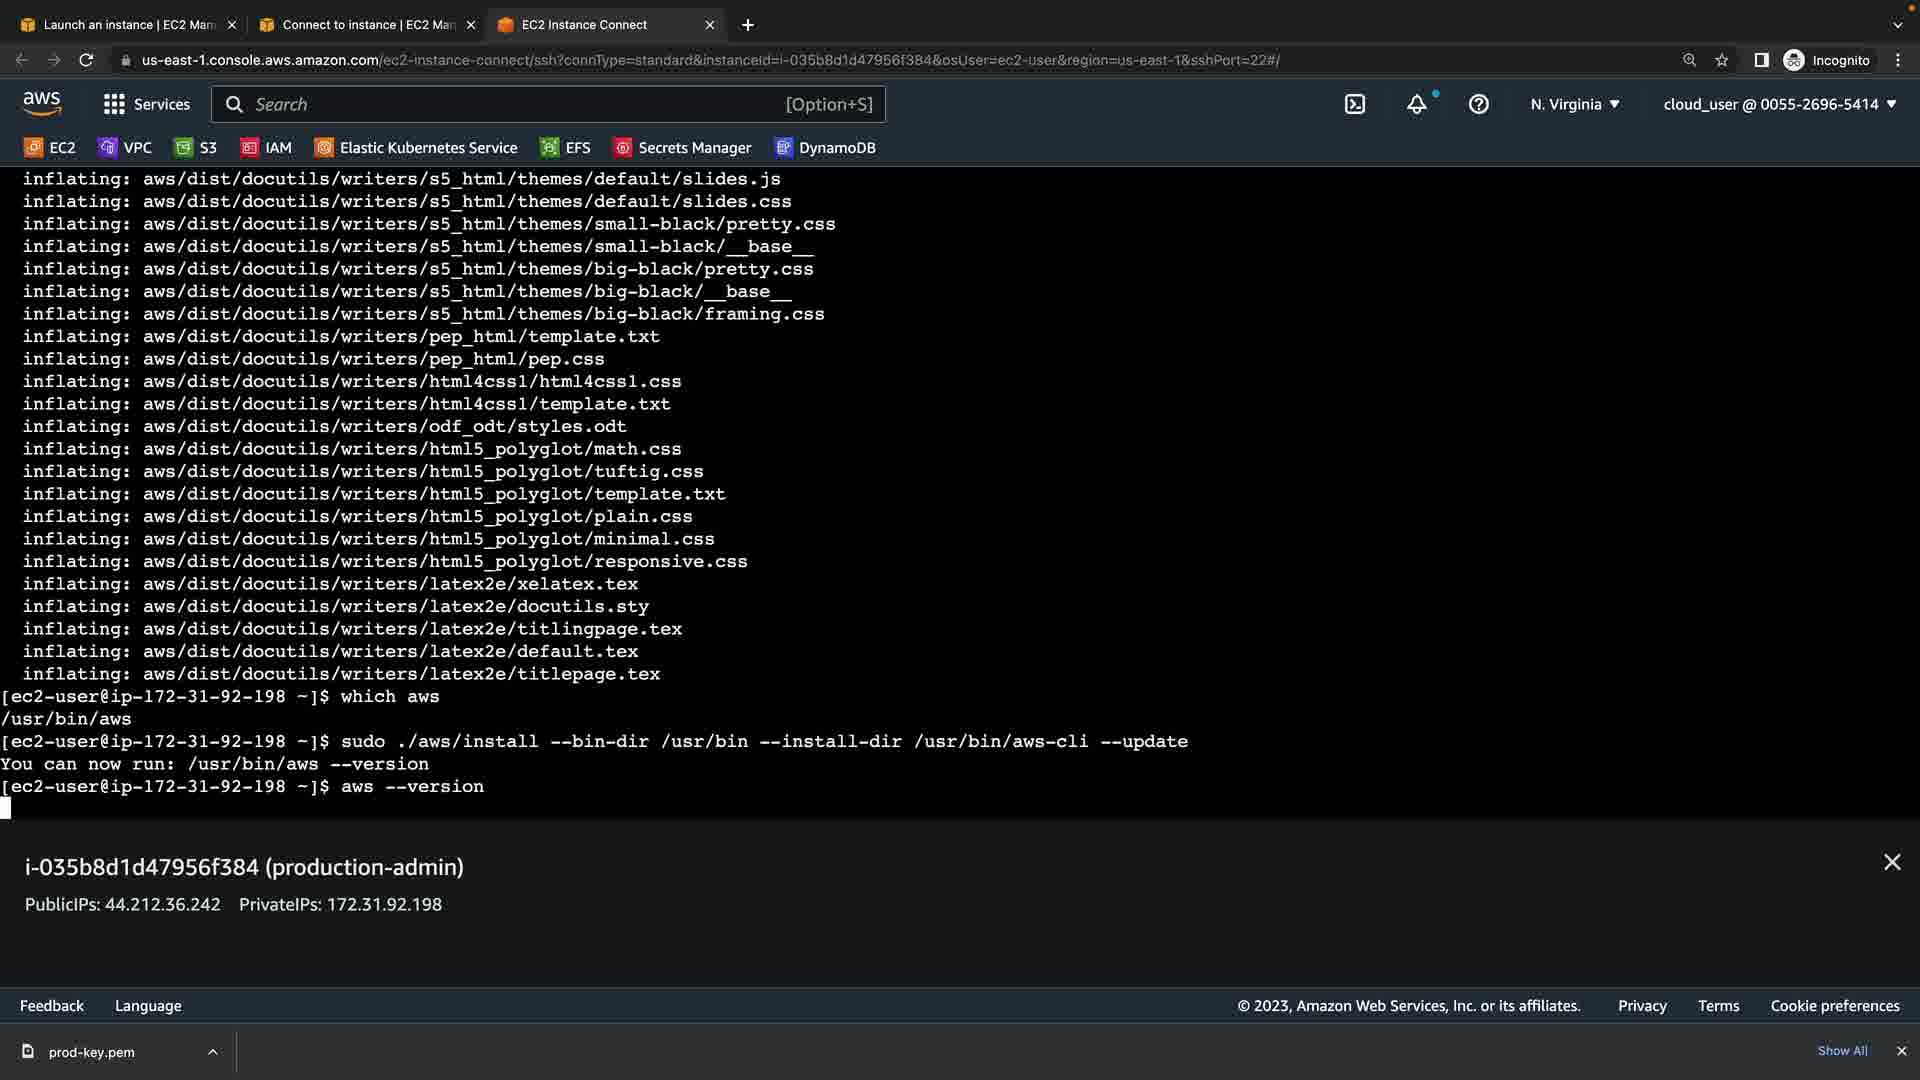 Launch an instance | EC2 Man
Connect to instance | EC2 Man
EC2 Instance Connect
us-east-1.console.aws.amazon.com/ec2-instance-connect/ssh?connType=standard&instanceId=i-035b8d1d47956f384&osUser=ec2-user&region=us-east-1&sshPort=22#/
Incognito
aws
Services
Search
[Option+S]
N. Virginia
cloud_user @ 0055-2696-5414
EC2
VPC
S3
IAM
Elastic Kubernetes Service
EFS
Secrets Manager
DynamoDB
inflating: aws/dist/docutils/writers/s5_html/themes/default/slides.js
inflating: aws/dist/docutils/writers/s5_html/themes/default/slides.css
inflating: aws/dist/docutils/writers/s5_html/themes/small-black/pretty.css
inflating: aws/dist/docutils/writers/s5_html/themes/small-black/__base__
inflating: aws/dist/docutils/writers/s5_html/themes/big-black/pretty.css
inflating: aws/dist/docutils/writers/s5_html/themes/big-black/__base__
inflating: aws/dist/docutils/writers/s5_html/themes/big-black/framing.css
inflating: aws/dist/docutils/writers/pep_html/template.txt
inflating: aws/dist/docutils/writers/pep_html/pep.css
inflating: aws/dist/docutils/writers/html4css1/html4css1.css
inflating: aws/dist/docutils/writers/html4css1/template.txt
inflating: aws/dist/docutils/writers/odf_odt/styles.odt
inflating: aws/dist/docutils/writers/html5_polyglot/math.css
inflating: aws/dist/docutils/writers/html5_polyglot/tuftig.css
inflating: aws/dist/docutils/writers/html5_polyglot/template.txt
inflating: aws/dist/docutils/writers/html5_polyglot/plain.css
inflating: aws/dist/docutils/writers/html5_polyglot/minimal.css
inflating: aws/dist/docutils/writers/html5_polyglot/responsive.css
inflating: aws/dist/docutils/writers/latex2e/xelatex.tex
inflating: aws/dist/docutils/writers/latex2e/docutils.sty
inflating: aws/dist/docutils/writers/latex2e/titlingpage.tex
inflating: aws/dist/docutils/writers/latex2e/default.tex
inflating: aws/dist/docutils/writers/latex2e/titlepage.tex
[ec2-user@ip-172-31-92-198 ~]$ which aws
/usr/bin/aws
[ec2-user@ip-172-31-92-198 ~]$ sudo ./aws/install --bin-dir /usr/bin --install-dir /usr/bin/aws-cli --update
You can now run: /usr/bin/aws --version
[ec2-user@ip-172-31-92-198 ~]$ aws --version
i-035b8d1d47956f384 (production-admin)
PublicIPs: 44.212.36.242 PrivateIPs: 172.31.92.198
Feedback
Language
© 2023, Amazon Web Services, Inc. or its affiliates.
Privacy
Terms
Cookie preferences
prod-key.pem
Show All